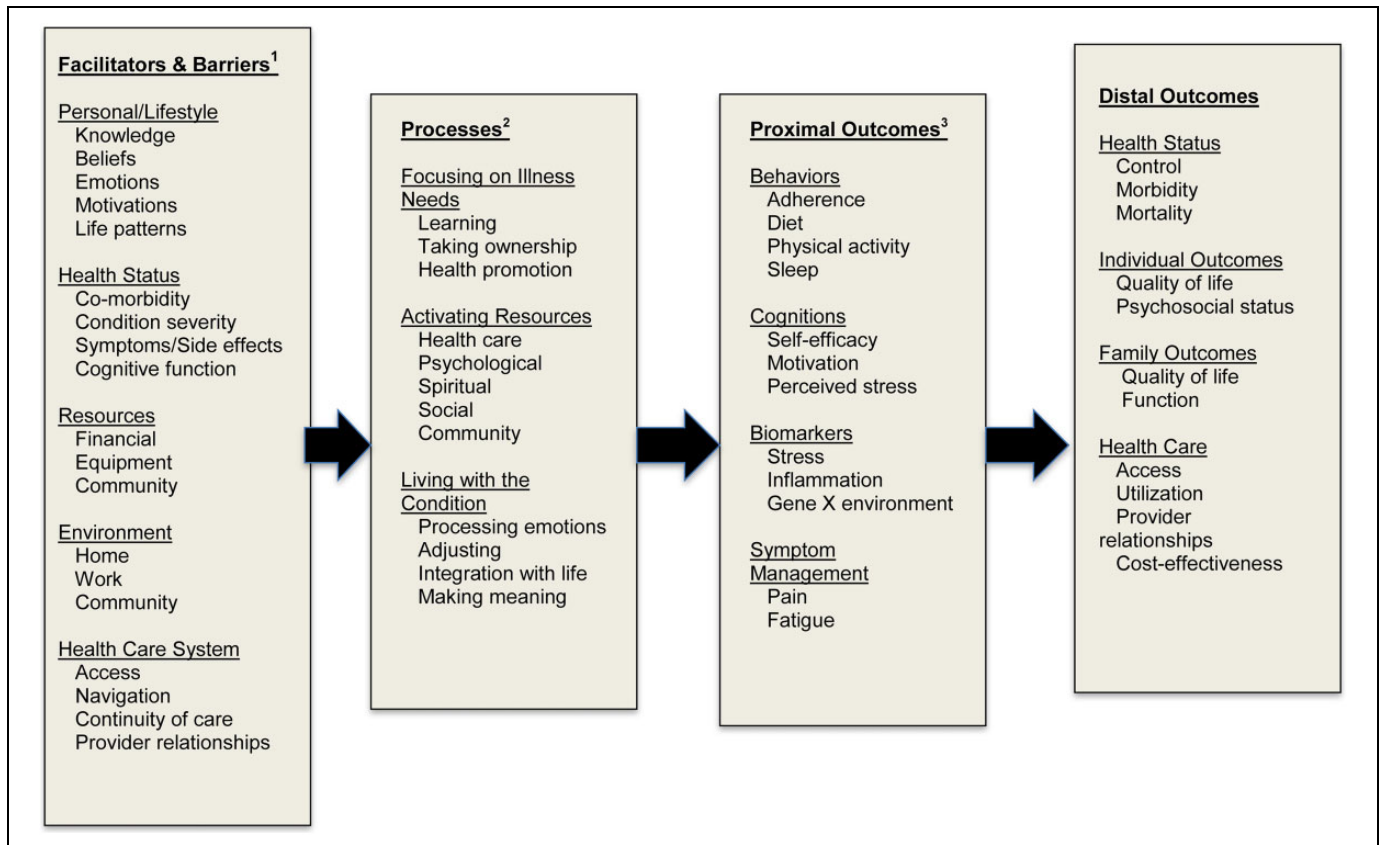 Facilitators & Barriers1
Personal/Lifestyle
Knowledge
Beliefs
Emotions
Motivations
Life patterns
Health Status
Co-morbidity
Condition severity
Symptoms/Side effects
Cognitive function
Resources
Financial
Equipment
Community
Environment
Home
Work
Community
Health Care System
Access
Navigation
Continuity of care
Provider relationships
Processes2
Focusing on Illness
Needs
Learning
Taking ownership
Health promotion
Activating Resources
Health care
Psychological
Spiritual
Social
Community
Living with the
Condition
Processing emotions
Adjusting
Integration with life
Making meaning
Proximal Outcomes3
Behaviors
Adherence
Diet
Physical activity
Sleep
Cognitions
Self-efficacy
Motivation
Perceived stress
Biomarkers
Stress
Inflammation
Gene X environment
Symptom
Management
Pain
Fatigue
Distal Outcomes
Health Status
Control
Morbidity
Mortality
Individual Outcomes
Quality of life
Psychosocial status
Family Outcomes
Quality of life
Function
Health Care
Access
Utilization
Provider
relationships
Cost-effectiveness